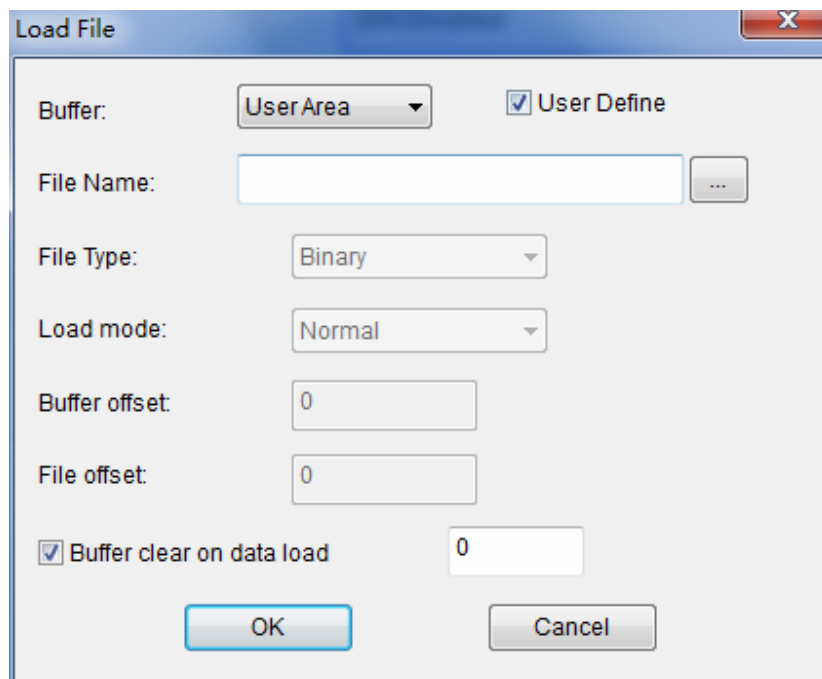 Load File
Buffer: User Area User Define
File Name: ...
File Type: Binary
Load mode: Normal
Buffer offset: 0
File offset: 0
Buffer clear on data load 0
OK Cancel